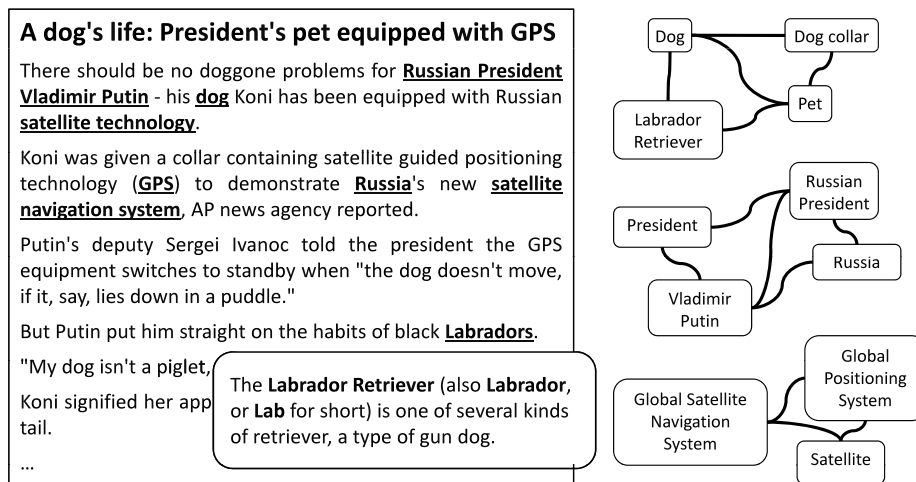 A dog's life: President's pet equipped with GPS
There should be no doggone problems for Russian President
Vladimir Putin - his dog Koni has been equipped with Russian
satellite technology.
Koni was given a collar containing satellite guided positioning
technology (GPS) to demonstrate Russia's new satellite
navigation system, AP news agency reported.
Putin's deputy Sergei Ivanoc told the president the GPS
equipment switches to standby when "the dog doesn't move,
if it, say, lies down in a puddle."
But Putin put him straight on the habits of black Labradors.
"My dog isn't a piglet,
Koni signified her app
tail.
...
The Labrador Retriever (also Labrador,
or Lab for short) is one of several kinds
of retriever, a type of gun dog.
Dog
Dog collar
Pet
Labrador
Retriever
Russian
President
President
Russia
Vladimir
Putin
Global
Positioning
System
Global Satellite
Navigation
System
Satellite